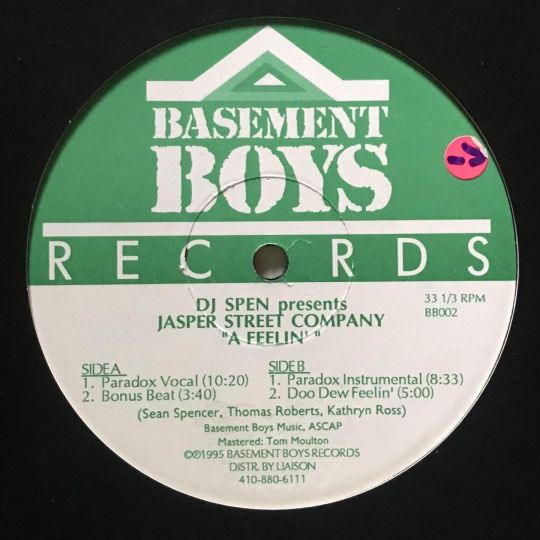 BASEMENT
BOYS
RECORDS
DJ SPEN presents
JASPER STREET COMPANY
"A FEELIN' "
33 1/3 RPM
BB002
SIDE A
1. Paradox Vocal (10:20)
2. Bonus Beat (3:40)
SIDE B
1. Paradox Instrumental (8:33)
2. Doo Dew Feelin' (5:00)
(Sean Spencer, Thomas Roberts, Kathryn Ross)
Basement Boys Music, ASCAP
Mastered: Tom Moulton
©℗1995 BASEMENT BOYS RECORDS
DISTR. BY LIAISON
410-880-6111